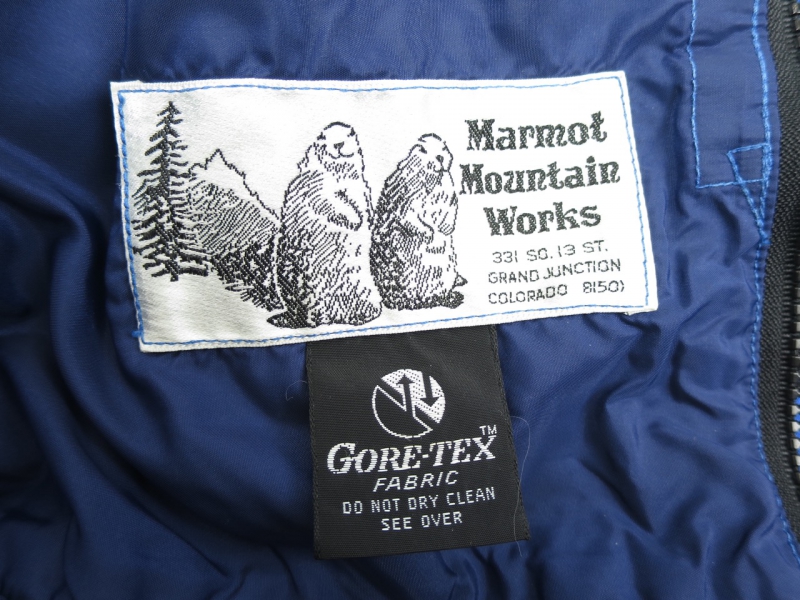 Marmot
Mountain
Works
331 SO. 13 ST.
GRAND JUNCTION
COLORADO 81501
GORE-TEX™
FABRIC
DO NOT DRY CLEAN
SEE OVER